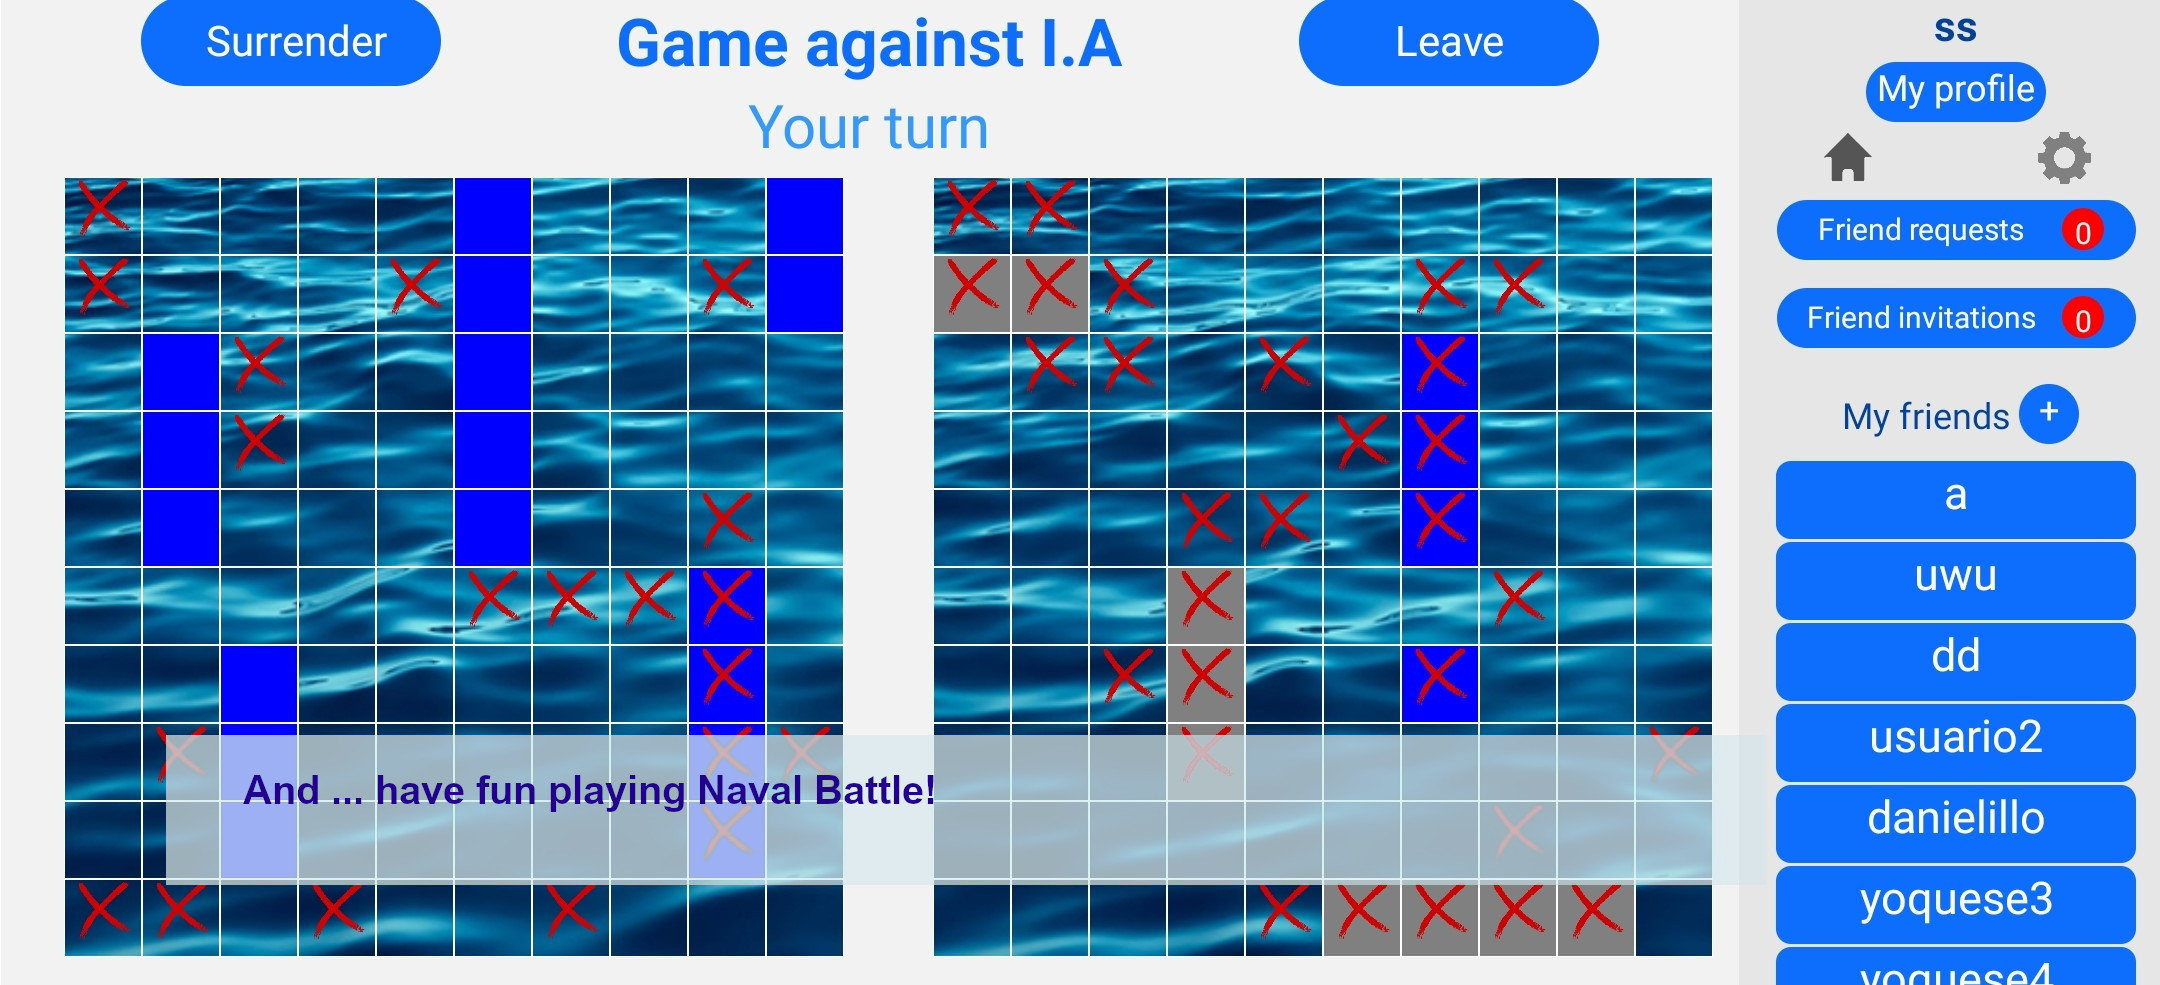 Surrender
Game against I.A
Leave
Your turn
And ... have fun playing Naval Battle!
ss
My profile
Friend requests 0
Friend invitations 0
My friends +
a
uwu
dd
usuario2
danielillo
yoquese3
yoquese4